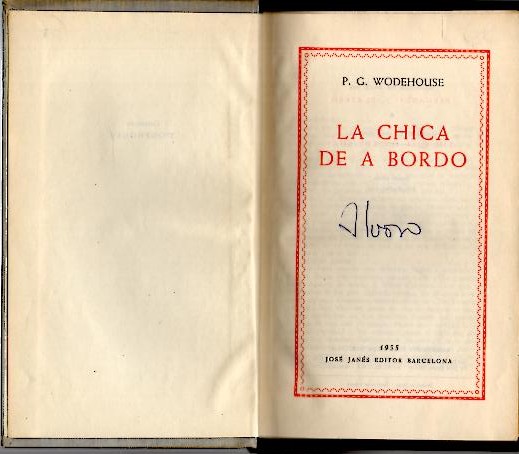 P. G. WODEHOUSE
LA CHICA
DE A BORDO
1955
JOSÉ JANÉS EDITOR BARCELONA